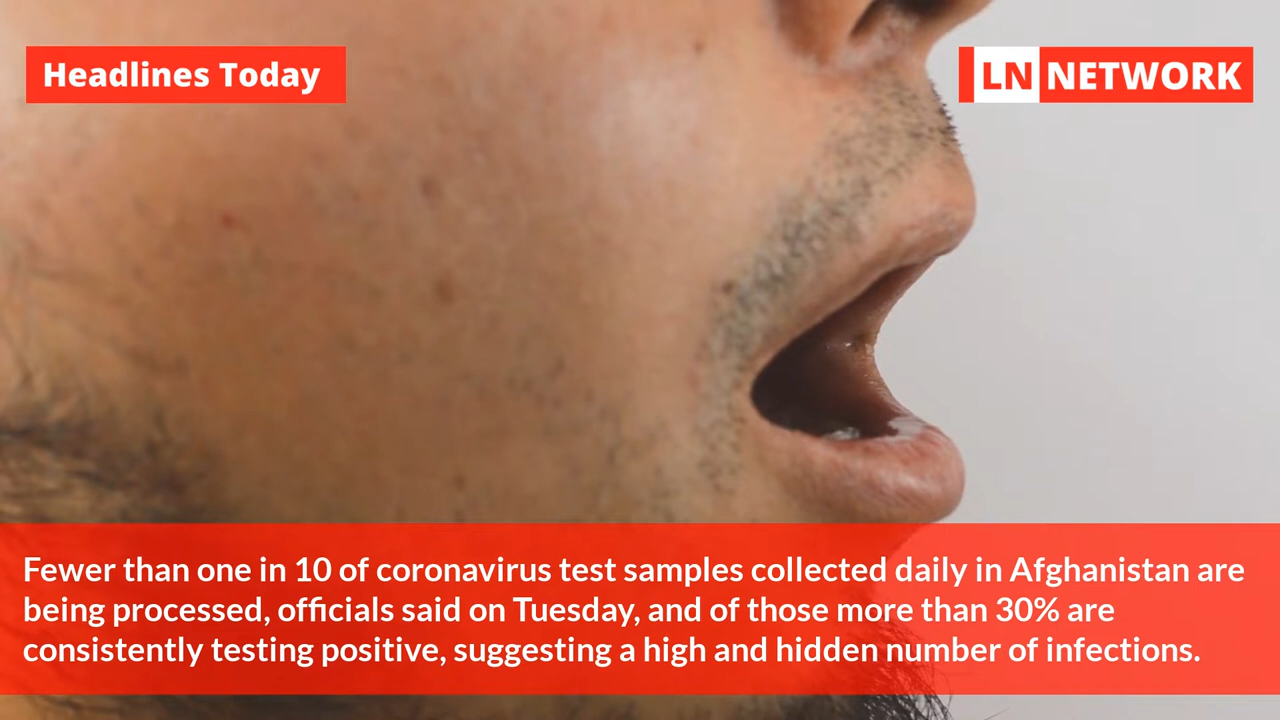 Headlines Today
LN NETWORK
Fewer than one in 10 of coronavirus test samples collected daily in Afghanistan are
being processed, officials said on Tuesday, and of those more than 30% are
consistently testing positive, suggesting a high and hidden number of infections.